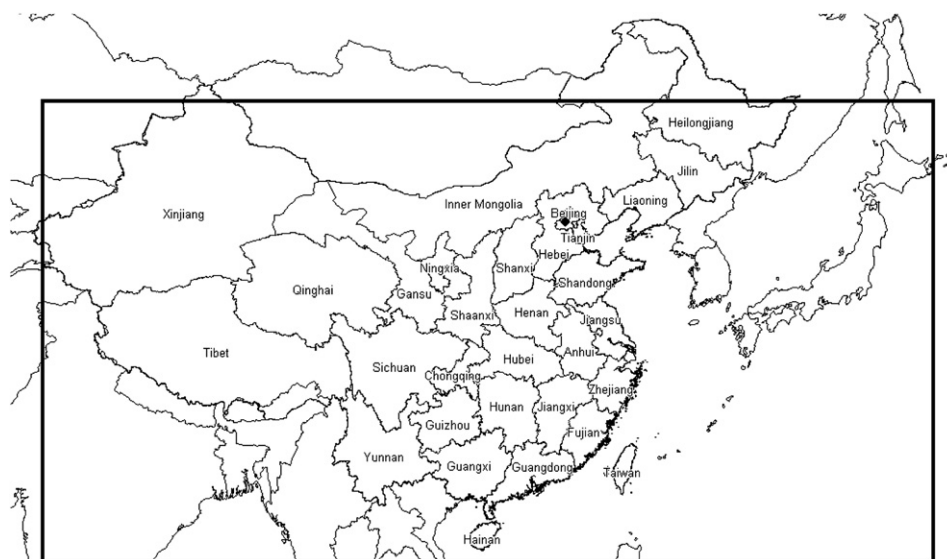 Heilongjiang
Jilin
Liaoning
Inner Mongolia
Xinjiang
Beijing
Tianjin
Hebei
Ningxia
Shanxi
Shandong
Qinghai
Gansu
Shaanxi
Henan
Jiangsu
Tibet
Sichuan
Hubei
Anhui
Chongqing
Zhejiang
Hunan
Jiangxi
Guizhou
Fujian
Yunnan
Guangxi
Guangdong
Taiwan
Hainan